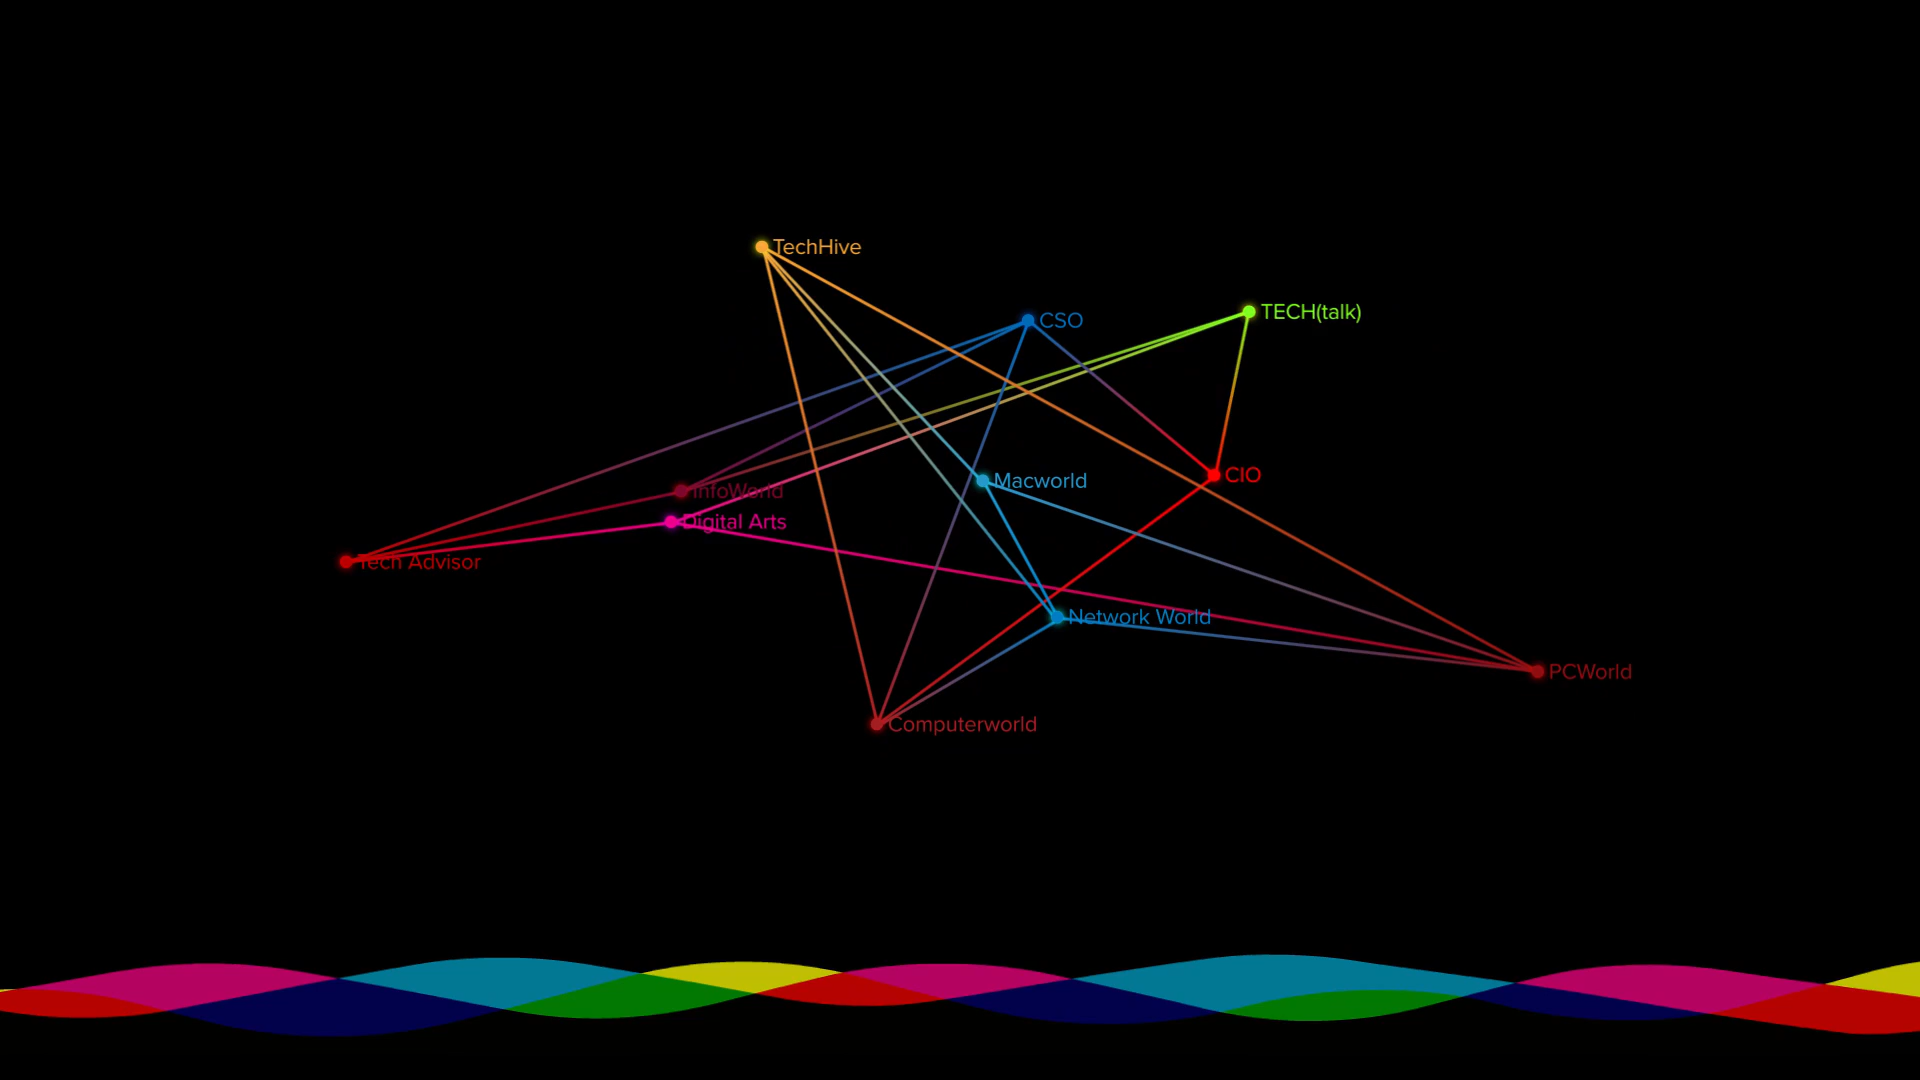 TechHive
TECH(talk)
CSO
CIO
Macworld
InfoWorld
Digital Arts
Tech Advisor
Network World
PCWorld
Computerworld